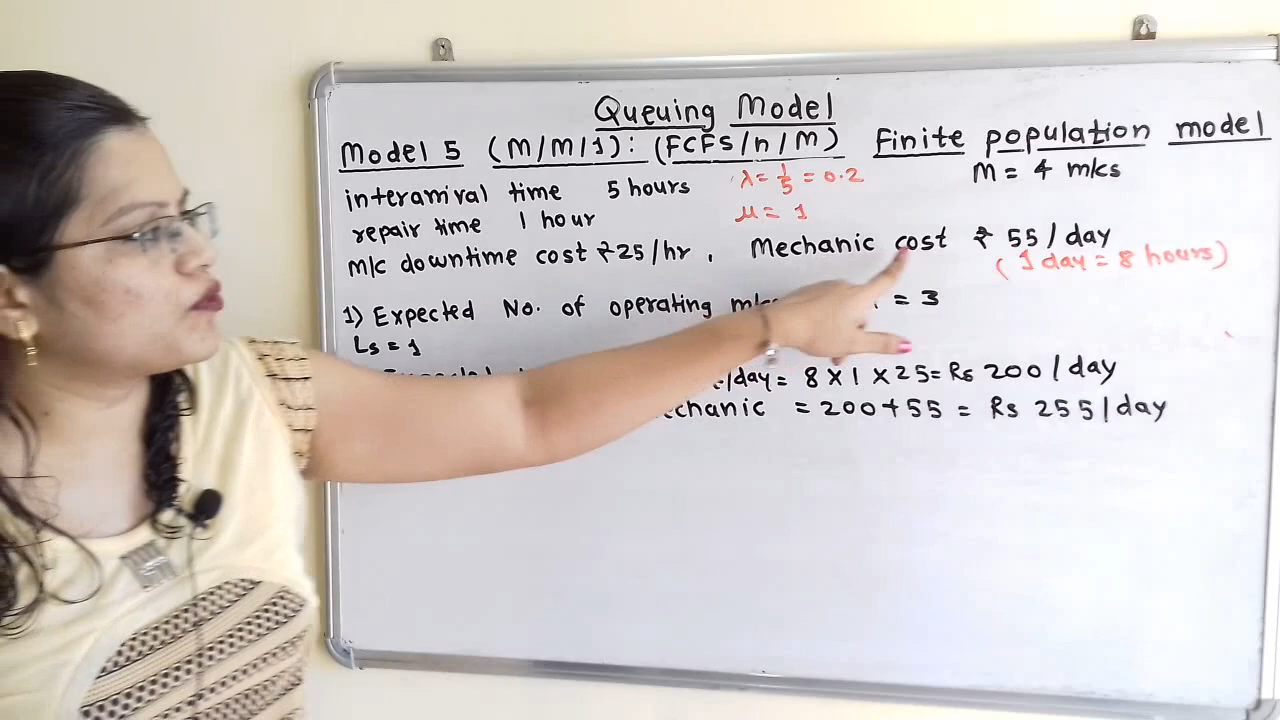 Queuing Model
Model 5 (M/M/1): (FCFS/n/M) Finite population model
interarrival time 5 hours λ = 1/5 = 0.2 M = 4 m/cs
repair time 1 hour μ = 1
m/c downtime cost ₹25/hr, Mechanic cost ₹ 55/day
(1 day = 8 hours)
1) Expected No. of operating = 3
Ls = 1
/day = 8 X 1 X 25 = Rs 200/day
= 200 + 55 = Rs 255/day